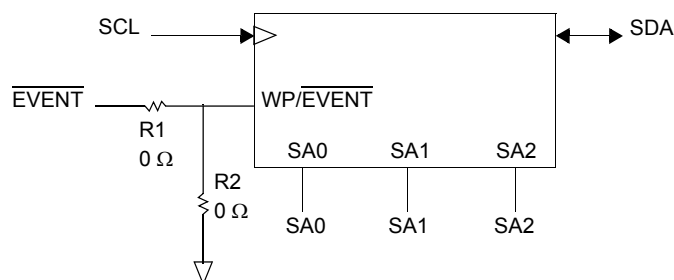 SCL
SDA
EVENT
WP/EVENT
R1
0 Ω
SA0 SA1 SA2
R2
0 Ω
SA0 SA1 SA2